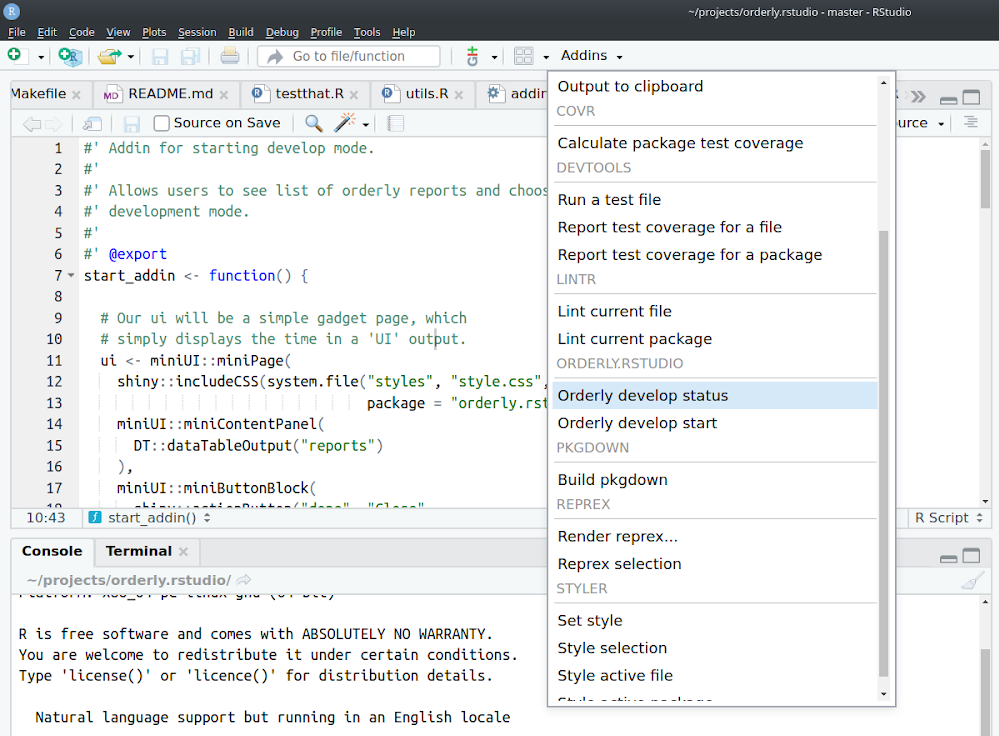 ~/projects/orderly.rstudio - master - RStudio
File Edit Code View Plots Session Build Debug Profile Tools Help
Go to file/function Addins
Makefile README.md testthat.R utils.R addin
Source on Save
1 #' Addin for starting develop mode.
2 #'
3 #' Allows users to see list of orderly reports and choos
4 #' development mode.
5 #'
6 #' @export
7 start_addin <- function() {
8
9 # Our ui will be a simple gadget page, which
10 # simply displays the time in a 'UI' output.
11 ui <- miniUI::miniPage(
12 shiny::includeCSS(system.file("styles", "style.css",
13 package = "orderly.rst
14 miniUI::miniContentPanel(
15 DT::dataTableOutput("reports")
16 ),
17 miniUI::miniButtonBlock(
18 shiny::actionButton("done", "Close"
10:43 start_addin() R Script
Output to clipboard
COVR
Calculate package test coverage
DEVTOOLS
Run a test file
Report test coverage for a file
Report test coverage for a package
LINTR
Lint current file
Lint current package
ORDERLY.RSTUDIO
Orderly develop status
Orderly develop start
PKGDOWN
Build pkgdown
REPREX
Render reprex...
Reprex selection
STYLER
Set style
Style selection
Style active file
Style active package
Console Terminal
~/projects/orderly.rstudio/
R is free software and comes with ABSOLUTELY NO WARRANTY.
You are welcome to redistribute it under certain conditions.
Type 'license()' or 'licence()' for distribution details.
Natural language support but running in an English locale